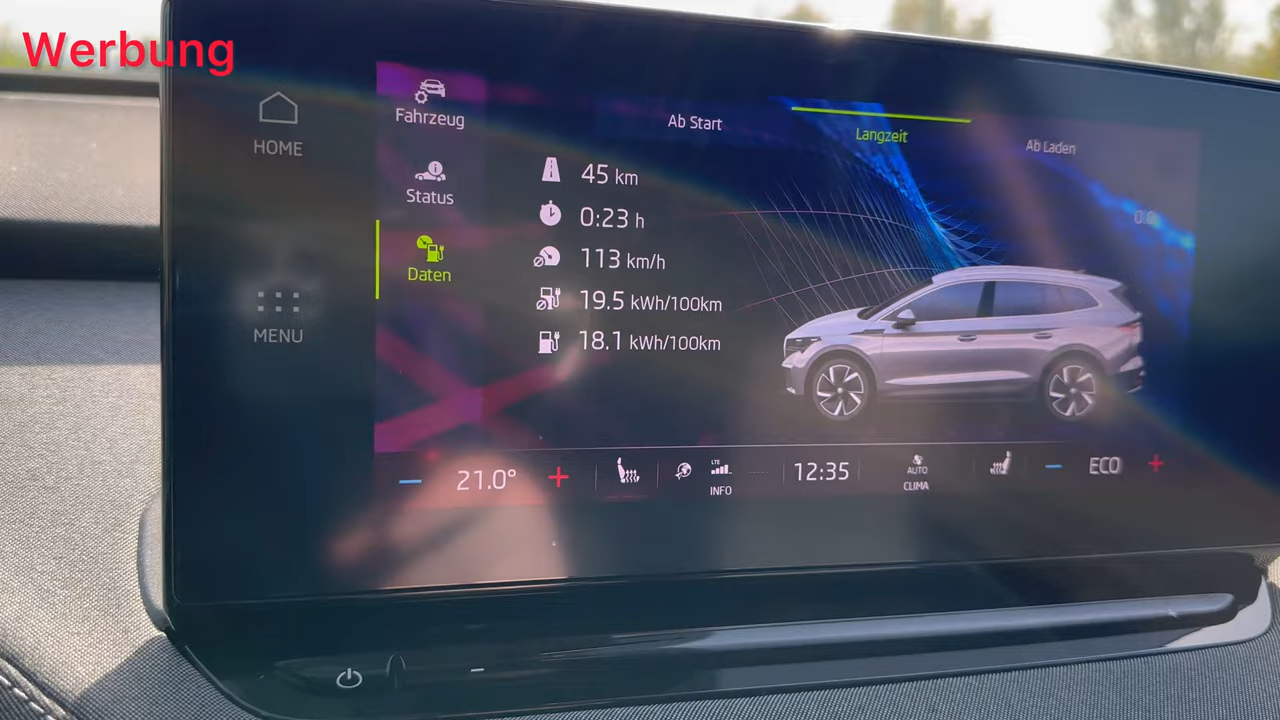 Werbung
HOME
MENU
Fahrzeug
Status
Daten
Ab Start
Langzeit
Ab Laden
45 km
0:23 h
113 km/h
19.5 kWh/100km
18.1 kWh/100km
21.0°
LTE
INFO
12:35
AUTO
CLIMA
ECO